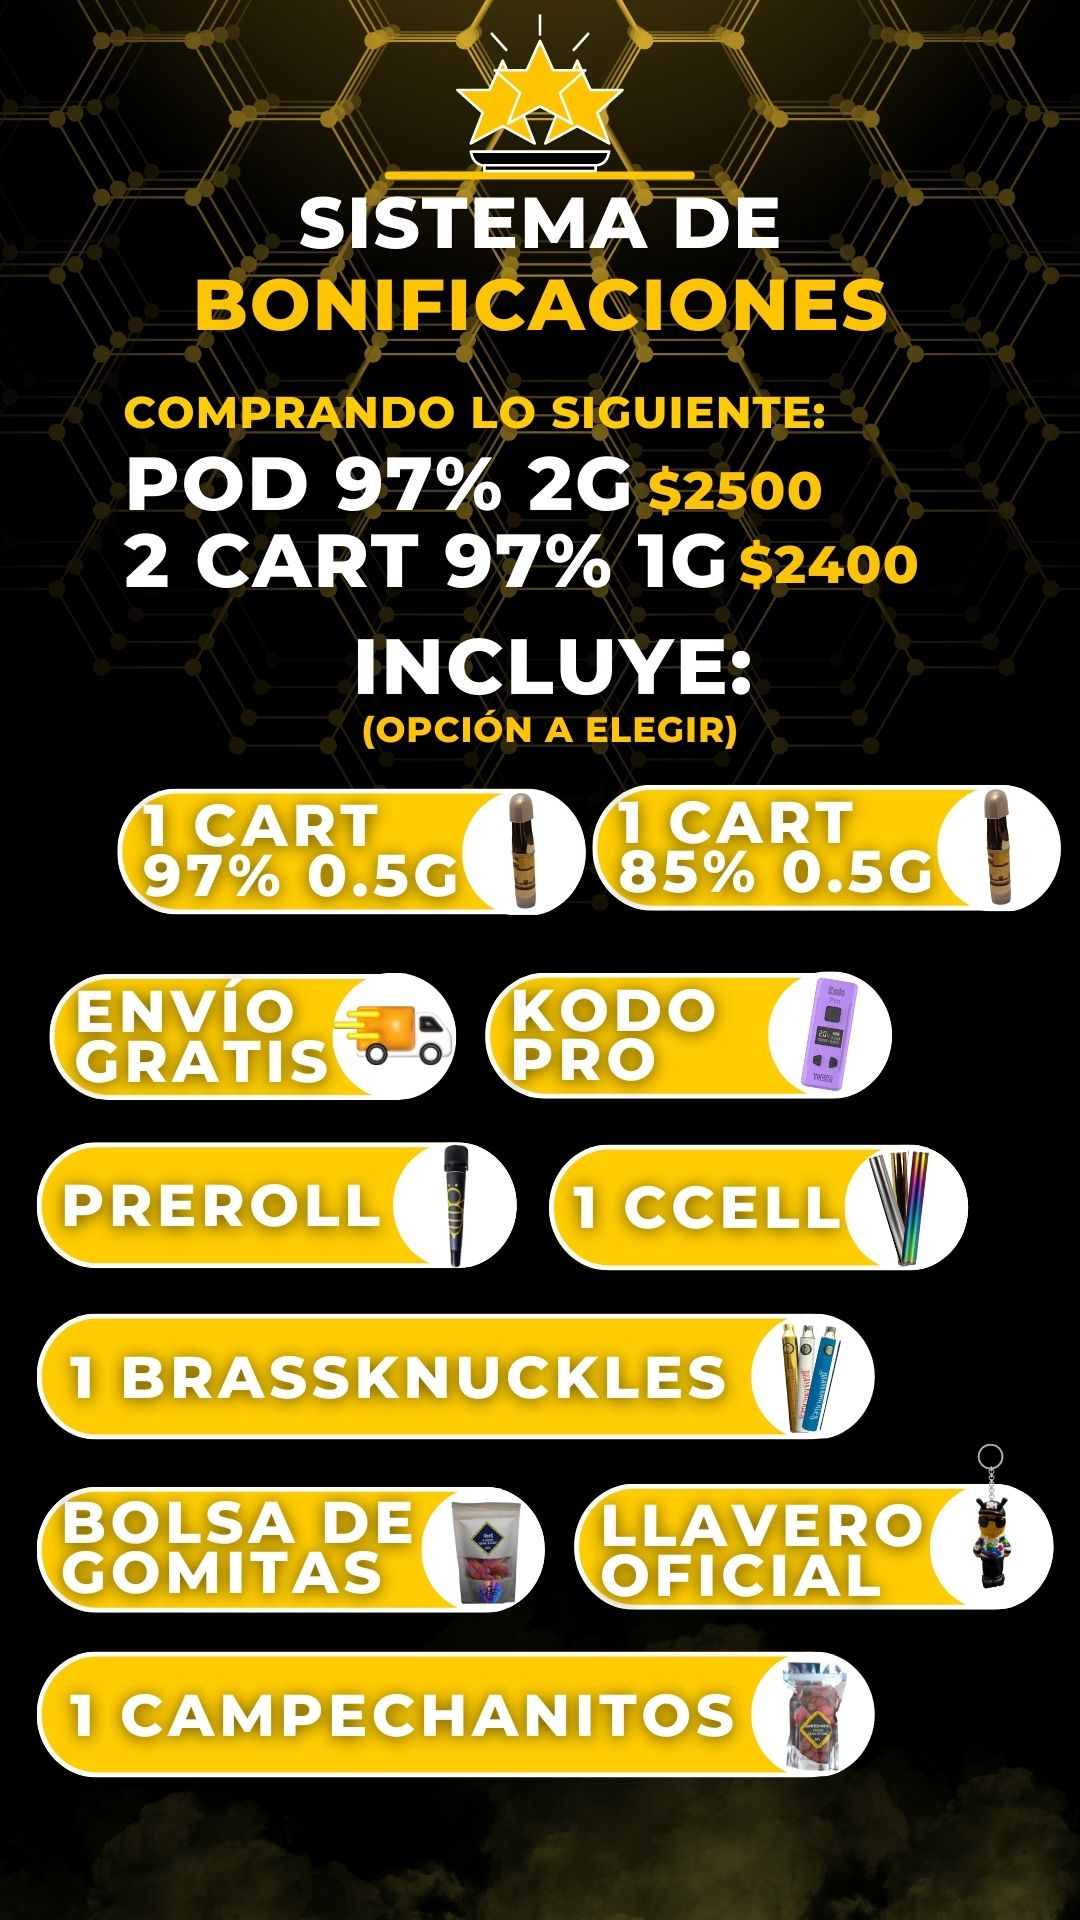 SISTEMA DE
BONIFICACIONES
COMPRANDO LO SIGUIENTE:
POD 97% 2G $2500
2 CART 97% 1G $2400
INCLUYE:
(OPCIÓN A ELEGIR)
1 CART
97% 0.5G
1 CART
85% 0.5G
ENVÍO
GRATIS
KODO
PRO
Kodo
Pro
PREROLL
1 CCELL
1 BRASSKNUCKLES
BOLSA DE
GOMITAS
LLAVERO
OFICIAL
1 CAMPECHANITOS